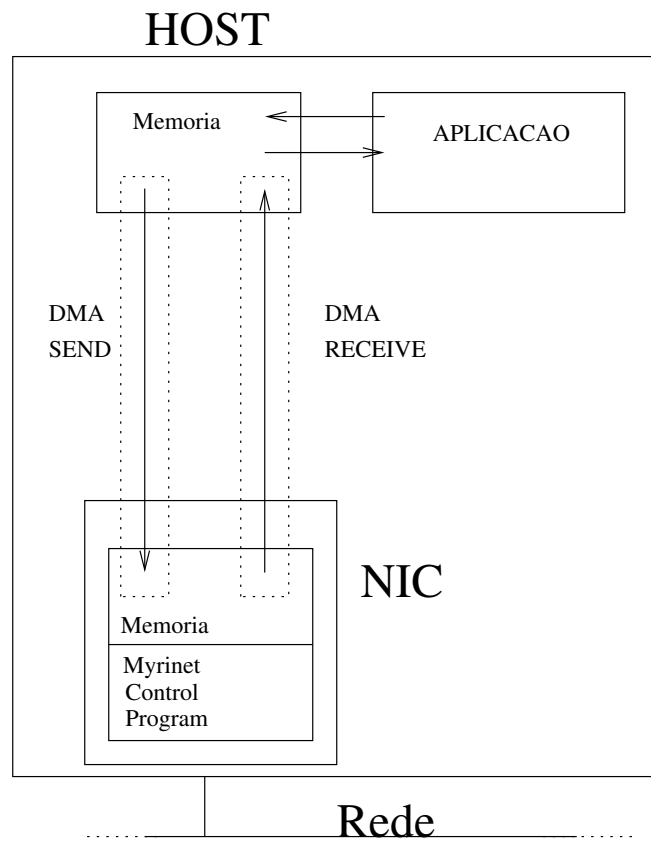 HOST
Memoria
APLICACAO
DMA
SEND
DMA
RECEIVE
NIC
Memoria
Myrinet
Control
Program
Rede